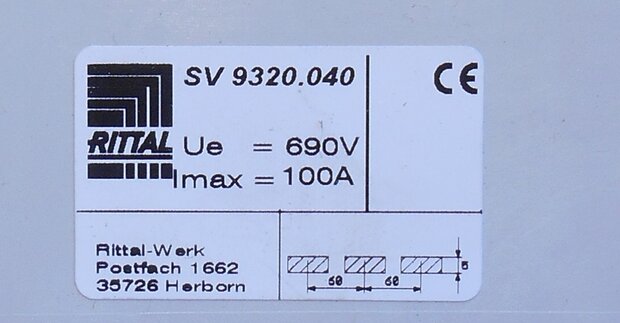 SV 9320.040
CE
RITTAL
Ue = 690V
Imax = 100A
Rittal-Werk
Postfach 1662
35726 Herborn
60 60
5